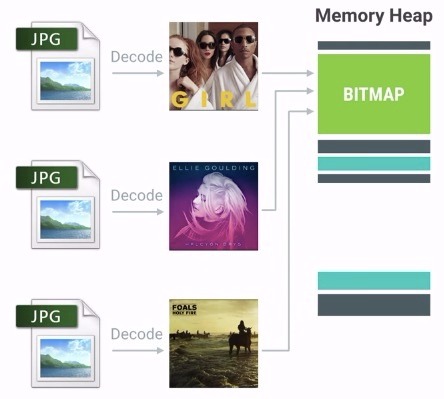 Memory Heap
JPG
Decode
GIRL
BITMAP
JPG
Decode
ELLIE GOULDING
HALCYON DAYS
JPG
Decode
FOALS
HOLY FIRE